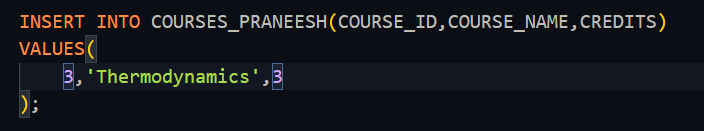 INSERT INTO COURSES_PRANEESH(COURSE_ID,COURSE_NAME,CREDITS)
VALUES(
    3,'Thermodynamics',3
);